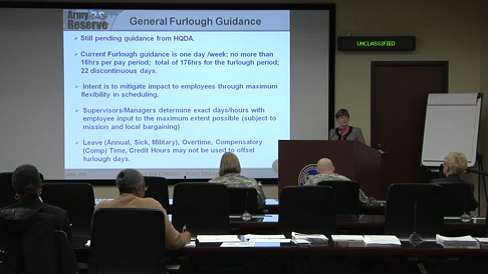 Army
Reserve
General Furlough Guidance
Still pending guidance from HQDA.
Current Furlough guidance is one day /week; no more than
16hrs per pay period; total of 176hrs for the furlough period;
22 discontinuous days.
Intent is to mitigate impact to employees through maximum
flexibility in scheduling.
Supervisors/Managers determine exact days/hours with
employee input to the maximum extent possible (subject to
mission and local bargaining)
Leave (Annual, Sick, Military), Overtime, Compensatory
(Comp) Time, Credit Hours may not be used to offset
furlough days.
UNCLASSIFIED